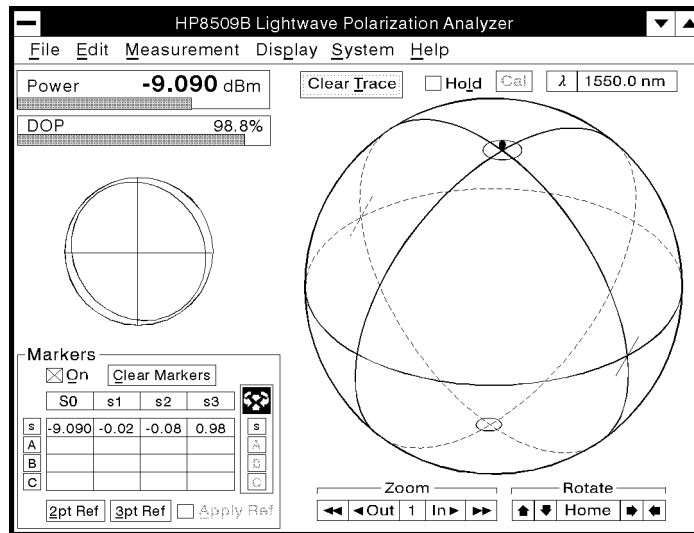 HP8509B Lightwave Polarization Analyzer
File Edit Measurement Display System Help
Power -9.090 dBm
DOP 98.8%
Clear Trace Hold Cal λ 1550.0 nm
Markers
On Clear Markers
S0 s1 s2 s3
s -9.090 -0.02 -0.08 0.98 s
A A
B B
C C
2pt Ref 3pt Ref Apply Ref
Zoom
Out 1 In
Rotate
Home